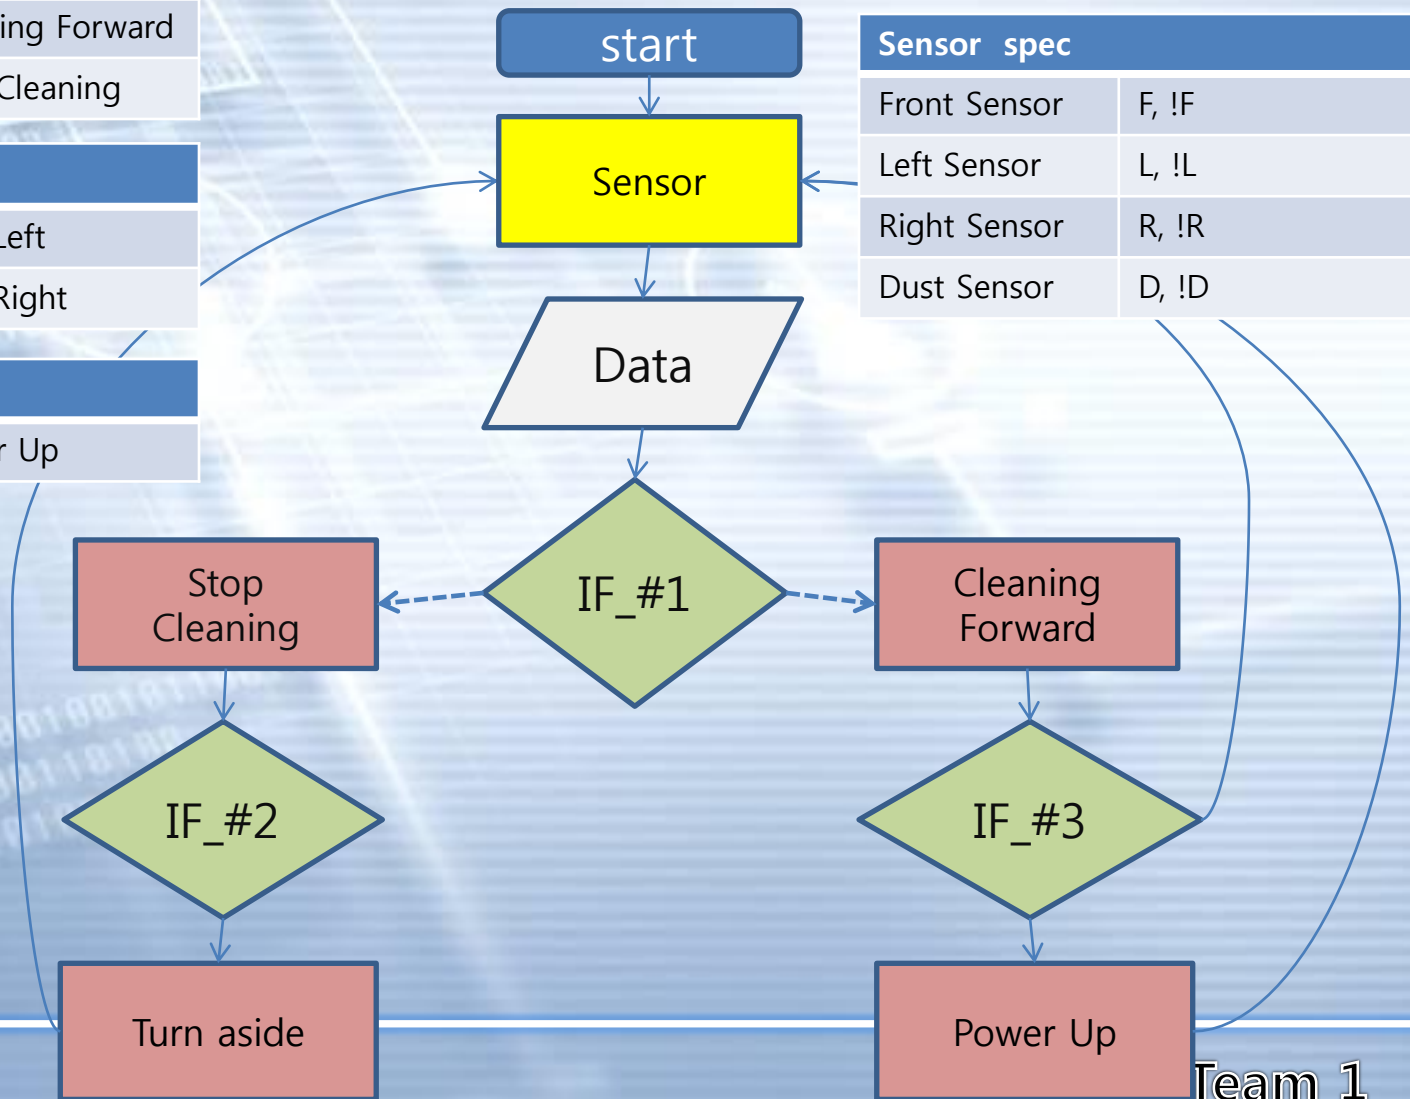 ing Forward
Cleaning
Left
Right
r Up
start
Sensor
Data
IF_#1
Stop
Cleaning
Cleaning
Forward
IF_#2
IF_#3
Turn aside
Power Up
Sensor spec
Front Sensor F, !F
Left Sensor L, !L
Right Sensor R, !R
Dust Sensor D, !D
Team 1